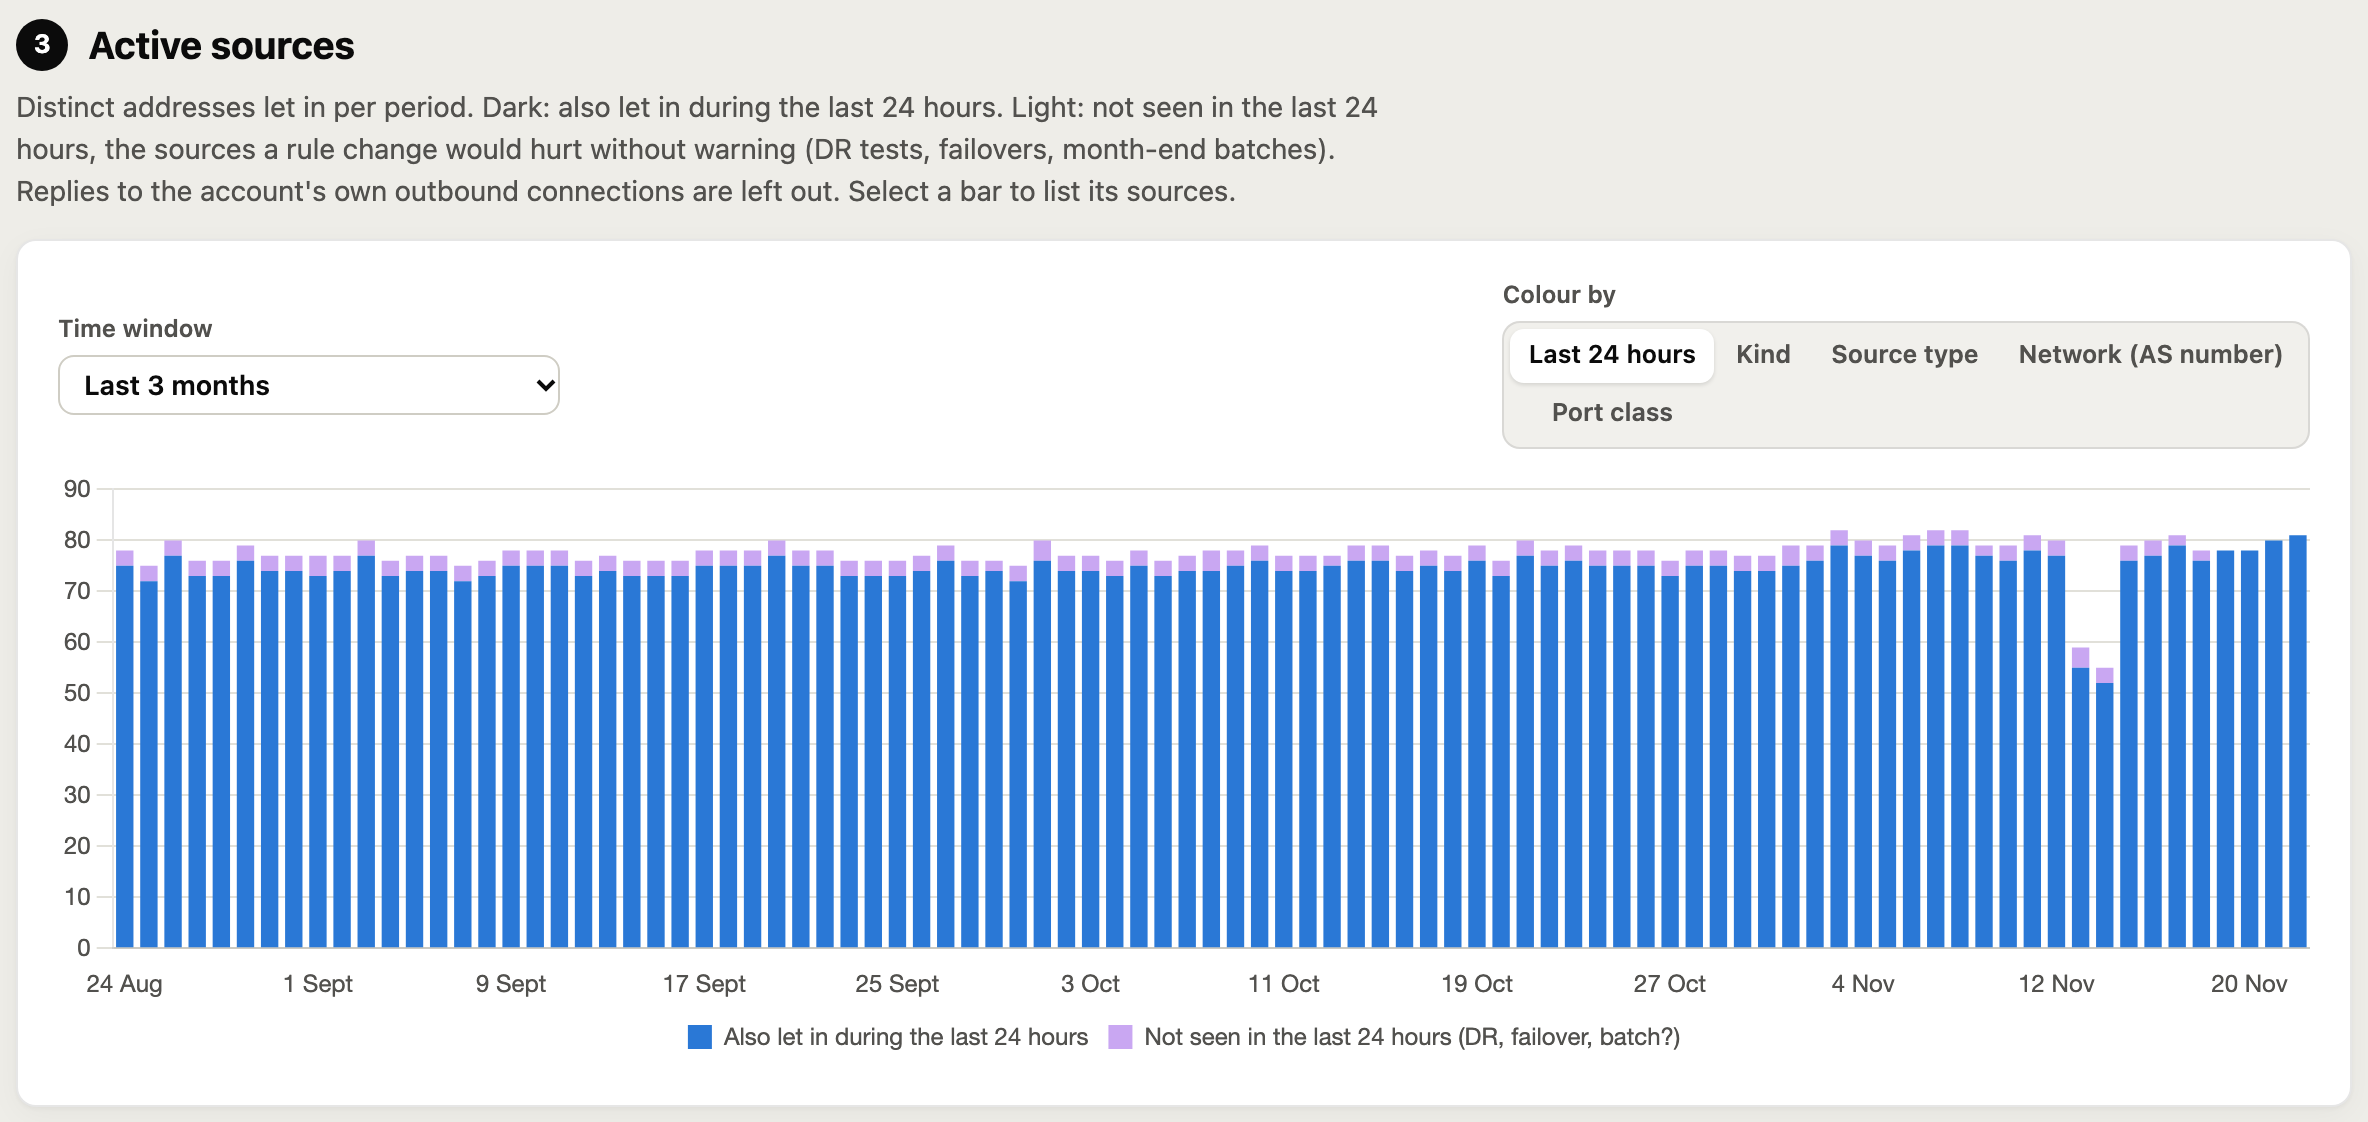 3 Active sources
Distinct addresses let in per period. Dark: also let in during the last 24 hours. Light: not seen in the last 24
hours, the sources a rule change would hurt without warning (DR tests, failovers, month-end batches).
Replies to the account's own outbound connections are left out. Select a bar to list its sources.
Time window
Last 3 months
Colour by
Last 24 hours Kind Source type Network (AS number)
Port class
90
80
70
60
50
40
30
20
10
0
24 Aug 1 Sept 9 Sept 17 Sept 25 Sept 3 Oct 11 Oct 19 Oct 27 Oct 4 Nov 12 Nov 20 Nov
Also let in during the last 24 hours Not seen in the last 24 hours (DR, failover, batch?)